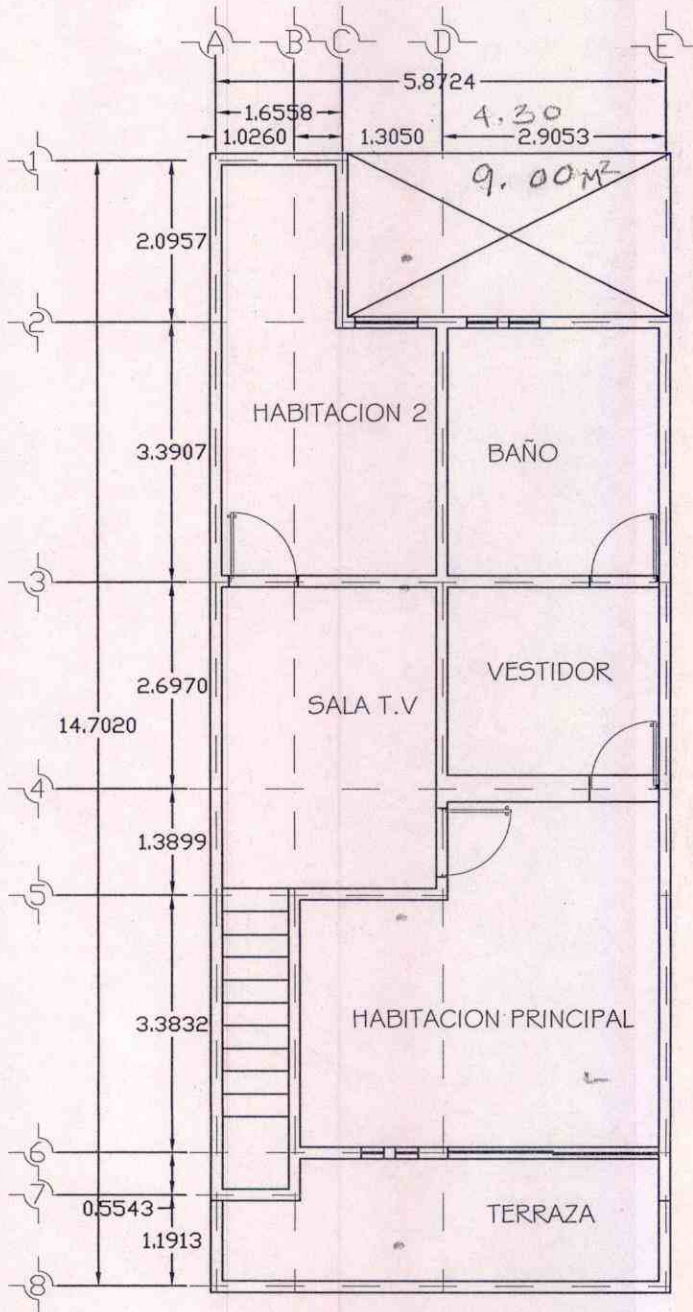 A B C D E
5.8724
1.6558 4.30
1.0260 1.3050 2.9053
1
9.00 M²
2.0957
2
HABITACION 2
3.3907
BAÑO
3
2.6970
VESTIDOR
SALA T.V
14.7020
4
1.3899
5
3.3832
HABITACION PRINCIPAL
6
7
0.5543
TERRAZA
1.1913
8